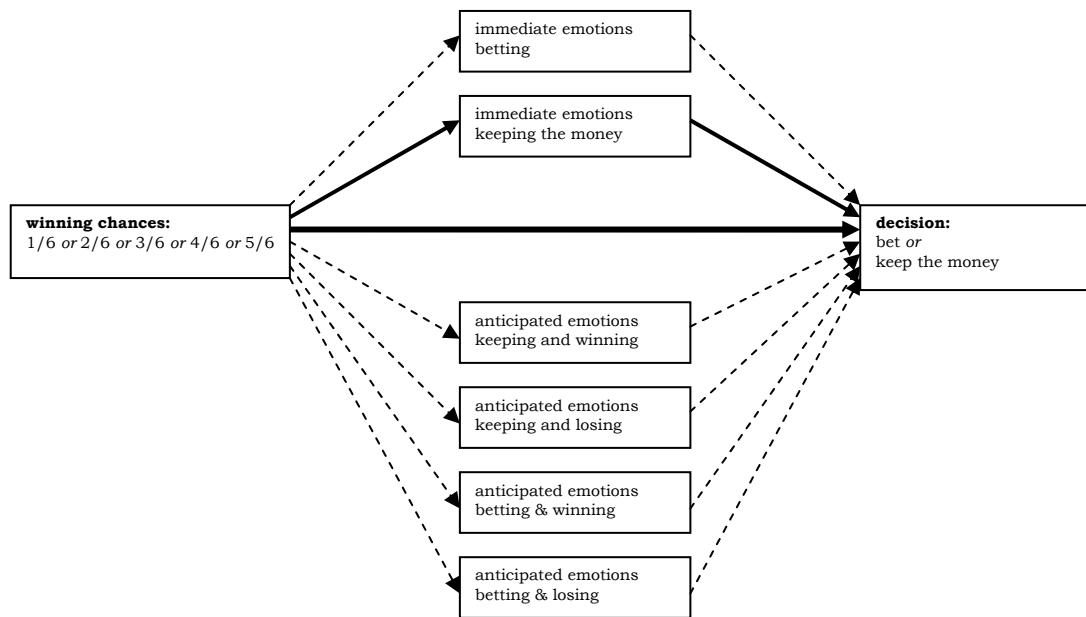 immediate emotions
betting
immediate emotions
keeping the money
winning chances:
1/6 or 2/6 or 3/6 or 4/6 or 5/6
decision:
bet or
keep the money
anticipated emotions
keeping and winning
anticipated emotions
keeping and losing
anticipated emotions
betting & winning
anticipated emotions
betting & losing